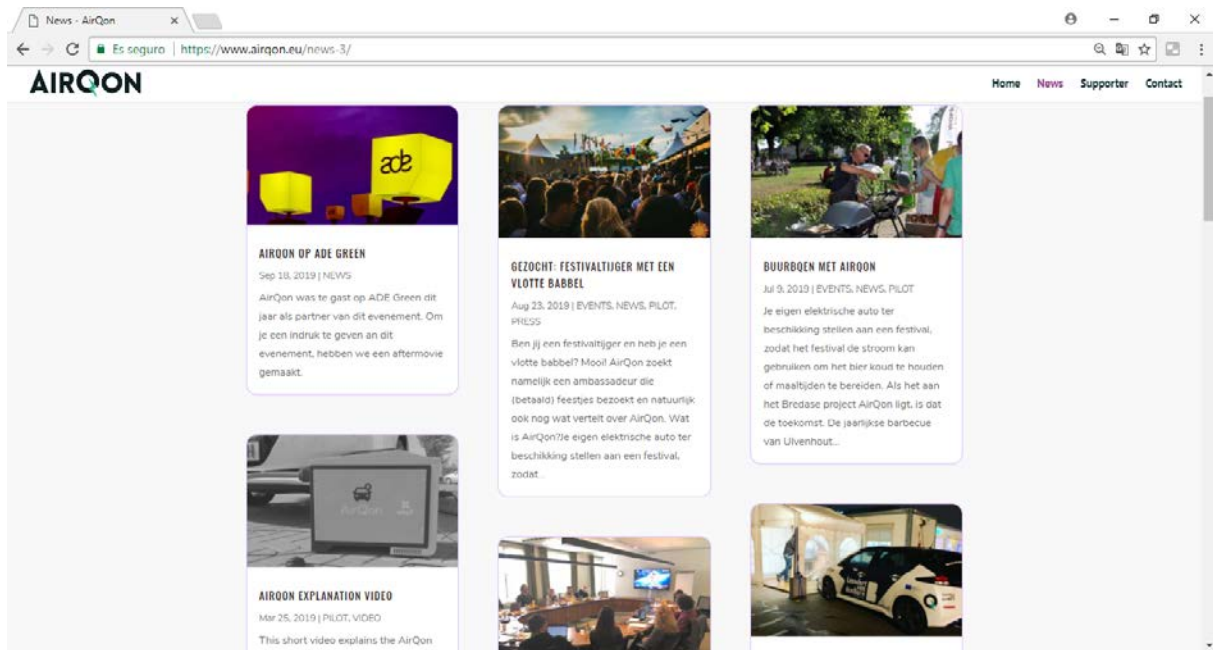 News - AirQon
Es seguro | https://www.airqon.eu/news-3/
AIRQON
Home News Supporter Contact
ade
AIRQON OP ADE GREEN
Sep 18, 2019 | NEWS
AirQon was te gast op ADE Green dit
jaar als partner van dit evenement. Om
je een indruk te geven an dit
evenement, hebben we een aftermovie
gemaakt.
GEZOCHT: FESTIVALTIJGER MET EEN
VLOTTE BABBEL
Aug 23, 2019 | EVENTS, NEWS, PILOT,
PRESS
Ben jij een festivaltijger en heb je een
vlotte babbel? Mooi! AirQon zoekt
namelijk een ambassadeur die
(betaald) feestjes bezoekt en natuurlijk
ook nog wat vertelt over AirQon. Wat
is AirQon?Je eigen elektrische auto ter
beschikking stellen aan een festival,
zodat...
BUURBQEN MET AIRQON
Jul 9, 2019 | EVENTS, NEWS, PILOT
Je eigen elektrische auto ter
beschikking stellen aan een festival,
zodat het festival de stroom kan
gebruiken om het bier koud te houden
of maaltijden te bereiden. Als het aan
het Bredase project AirQon ligt, is dat
de toekomst. De jaarlijkse barbecue
van Ulvenhout...
AirQon
AIRQON EXPLANATION VIDEO
Mar 25, 2019 | PILOT, VIDEO
This short video explains the AirQon